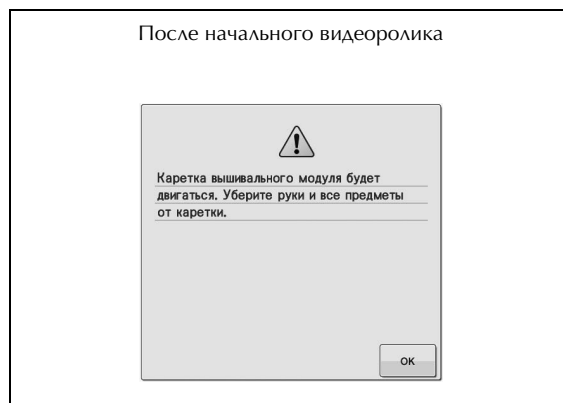 После начального видеоролика
Каретка вышивального модуля будет
двигаться. Уберите руки и все предметы
от каретки.
OK